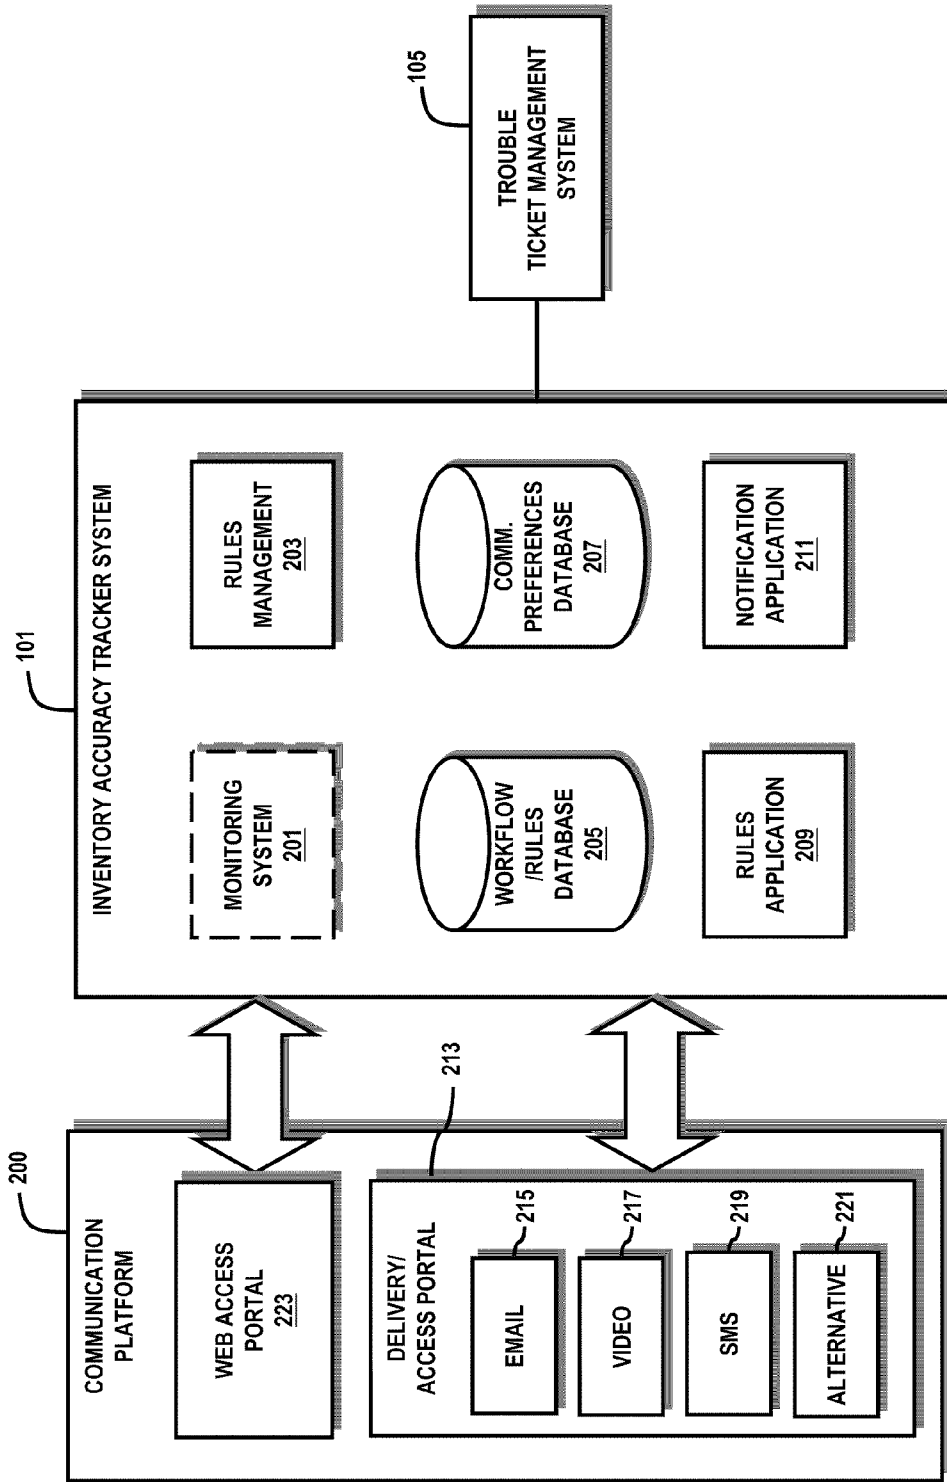 200
COMMUNICATION
PLATFORM
WEB ACCESS
PORTAL
223
213
DELIVERY/
ACCESS PORTAL
EMAIL
215
VIDEO
217
SMS
219
ALTERNATIVE
221
101
INVENTORY ACCURACY TRACKER SYSTEM
MONITORING
SYSTEM
201
RULES
MANAGEMENT
203
WORKFLOW
/RULES
DATABASE
205
COMM.
PREFERENCES
DATABASE
207
RULES
APPLICATION
209
NOTIFICATION
APPLICATION
211
105
TROUBLE
TICKET MANAGEMENT
SYSTEM